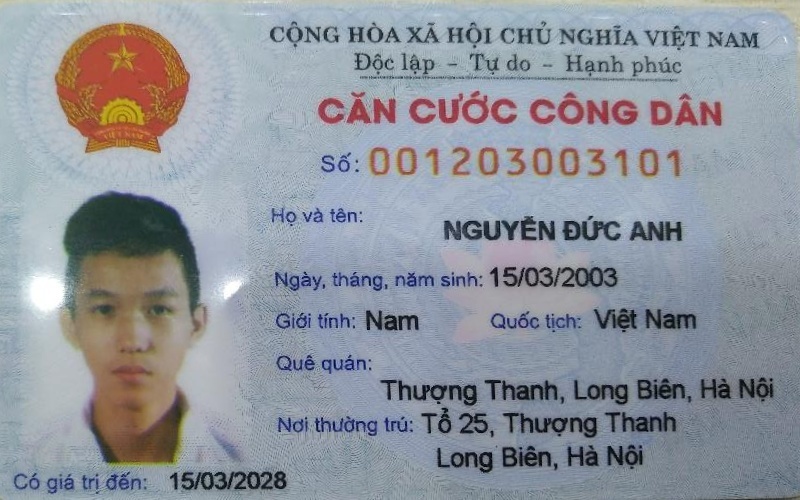 CỘNG HÒA XÃ HỘI CHỦ NGHĨA VIỆT NAM
Độc lập - Tự do - Hạnh phúc
CĂN CƯỚC CÔNG DÂN
Số: 001203003101
Họ và tên: NGUYỄN ĐỨC ANH
Ngày, tháng, năm sinh: 15/03/2003
Giới tính: Nam Quốc tịch: Việt Nam
Quê quán:
Thượng Thanh, Long Biên, Hà Nội
Nơi thường trú: Tổ 25, Thượng Thanh
Long Biên, Hà Nội
Có giá trị đến: 15/03/2028
VIỆT NAM